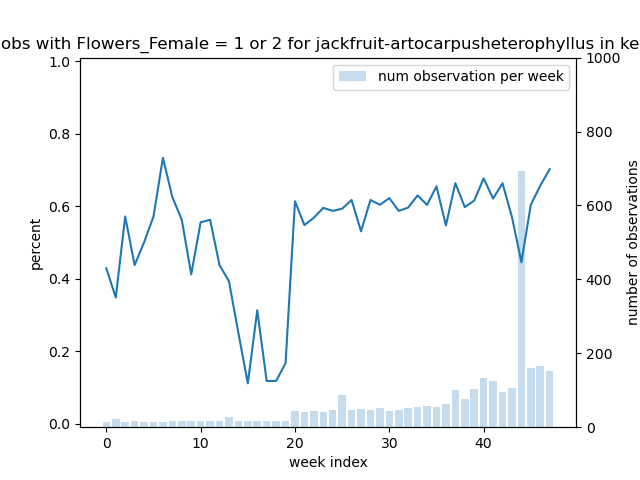 obs with Flowers_Female = 1 or 2 for jackfruit-artocarpusheterophyllus in ke
num observation per week
percent
number of observations
1.0
0.8
0.6
0.4
0.2
0.0
1000
800
600
400
200
0
0 10 20 30 40
week index